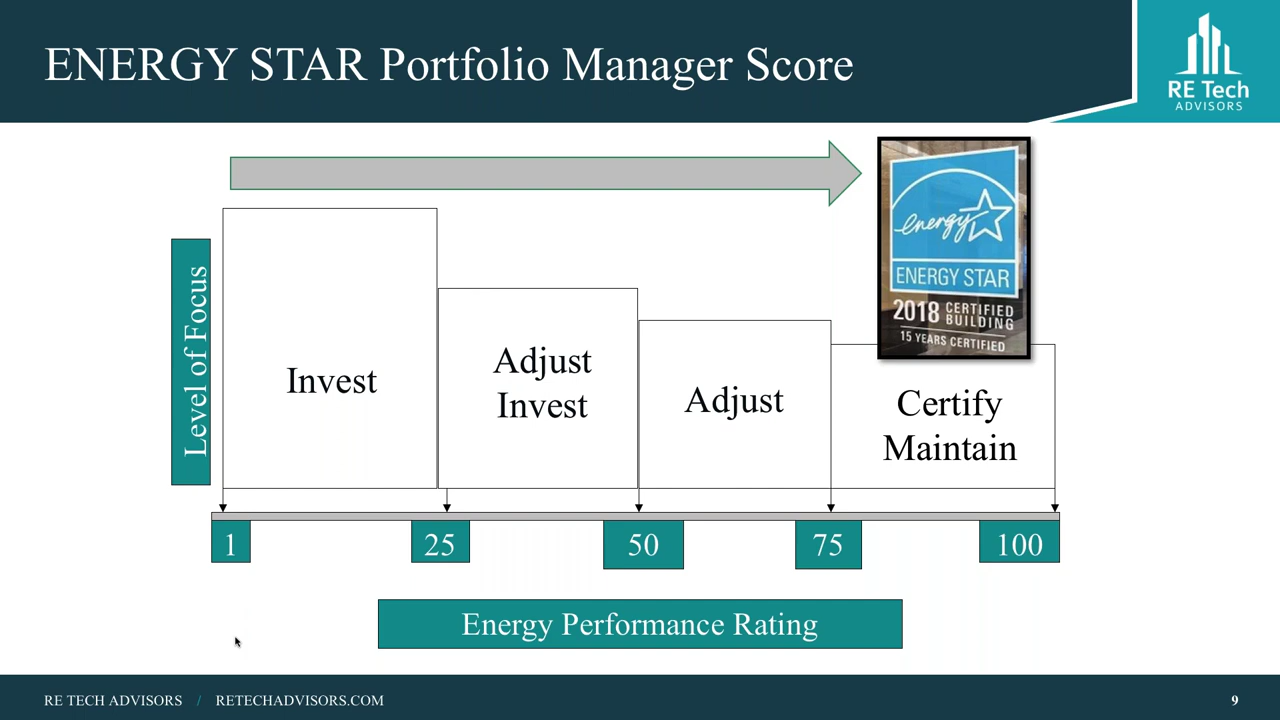 ENERGY STAR Portfolio Manager Score
RE Tech
ADVISORS
energy
ENERGY STAR
2018 CERTIFIED BUILDING
15 YEARS CERTIFIED
Level of Focus
Invest
Adjust
Invest
Adjust
Certify
Maintain
1
25
50
75
100
Energy Performance Rating
RE TECH ADVISORS / RETECHADVISORS.COM
9